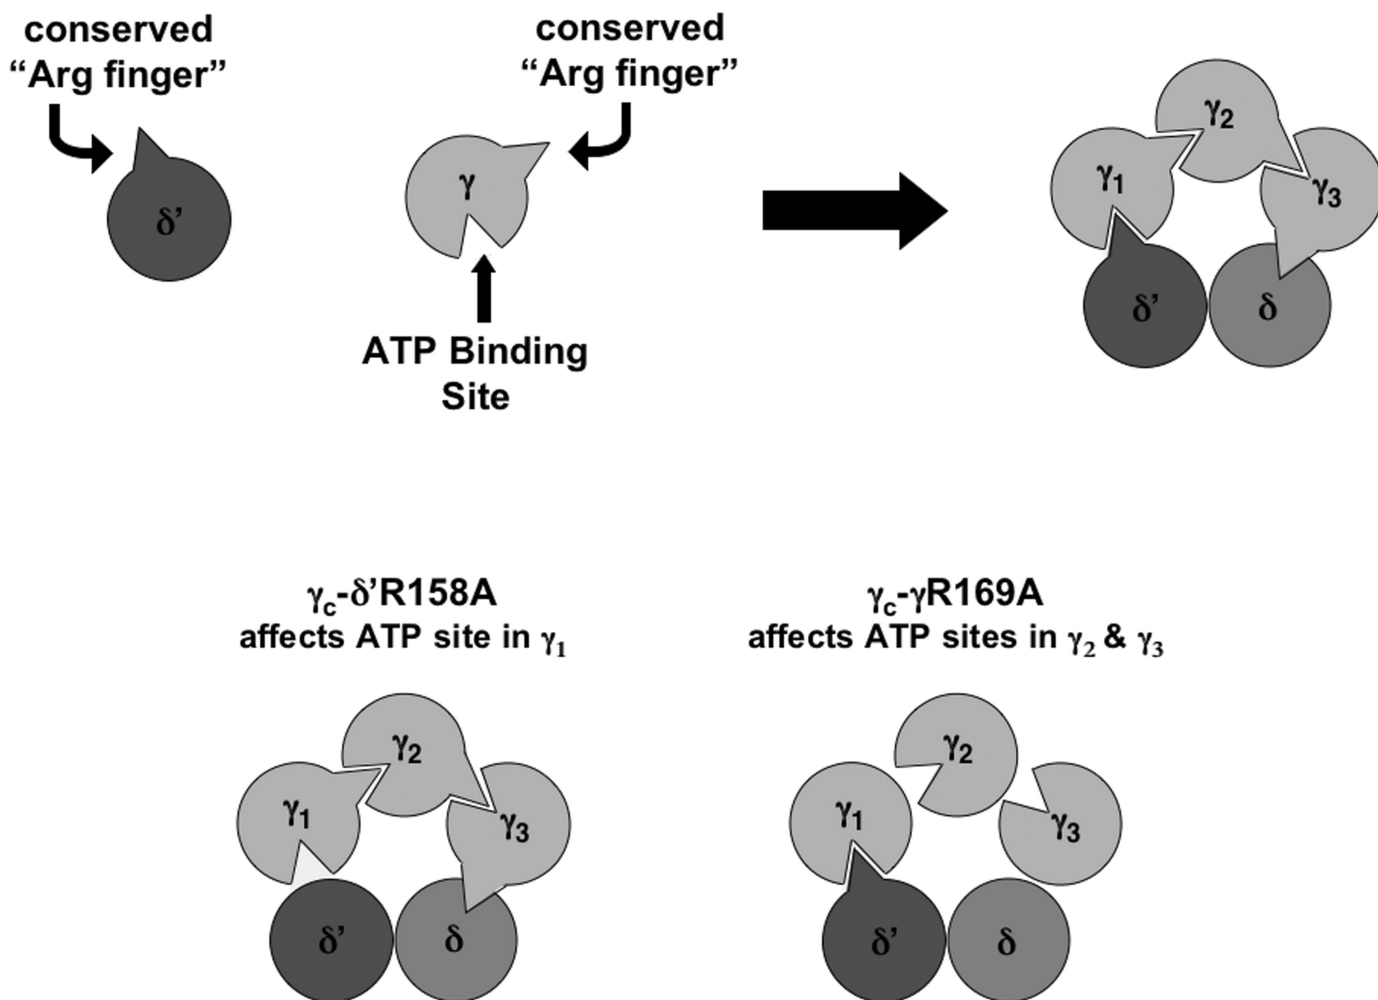 conserved
“Arg finger”
conserved
“Arg finger”
δ’
γ
ATP Binding
Site
γ2
γ1
γ3
δ’
δ
γc-δ’R158A
affects ATP site in γ1
γc-γR169A
affects ATP sites in γ2 & γ3
γ2
γ1
γ3
δ’
δ
γ2
γ1
γ3
δ’
δ